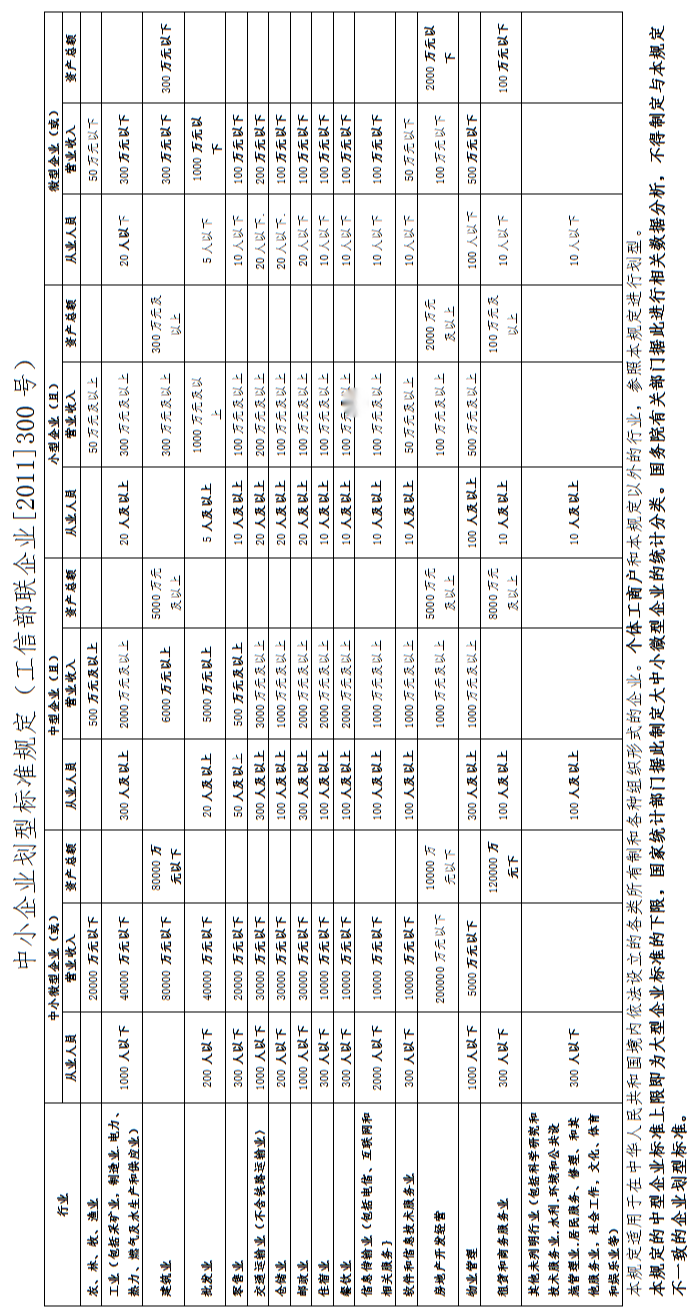 中小企业划型标准规定（工信部联企业[2011]300号）
行业 中小微型企业（或） 中型企业（且） 小型企业（且） 微型企业（或）
从业人员 营业收入 资产总额 从业人员 营业收入 资产总额 从业人员 营业收入 资产总额 从业人员 营业收入 资产总额
农、林、牧、渔业 20000万元以下 500万元及以上 50万元及以上 50万元以下
工业（包括采矿业，制造业.电力、
热力、燃气及水生产和供应业） 1000人以下 40000万元以下 300人及以上 2000万元及以上 20人及以上 300万元及以上 20人以下 300万元以下
建筑业 80000万元以下 80000万
元以下 6000万元以上 5000万元
及以上 300万元及以上 300万元及
以上 300万元以下 300万元以下
批发业 200人以下 40000万元以下 20人及以上 5000万元以上 5人及以上 1000万元及以
上 5人以下 1000万元以
下
零售业 300人以下 20000万元以下 50人及以上 500万元及以上 10人及以上 100万元及以上 10人以下 100万元以下
交通运输业（不含铁路运输业） 1000人以下 30000万元以下 300人及以上 3000万元及以上 20人及以上 200万元及以上 20人以下. 200万元以下
仓储业 200人以下 30000万元以下 100人及以上 1000万元及以上 20人及以上 100万元及以上 20人以下. 100万元以下
邮政业 1000人以下 30000万元以下 300人及以上 2000万元及以上 20人及以上 100万元及以上 20人以下 100万元以下
住宿业 300人以下 10000万元以下 100人及以上 2000万元及以上 10人及以上 100万元及以上 10人以下 100万元以下
餐饮业 300人以下 10000万元以下 100人及以上 2000万元及以上 10人及以上 100万元及以上 10人以下 100万元以下
信息传输业（包括电信、互联网和
相关服务） 2000人以下 10000万元以下 100人及以上 1000万元及以上 10人及以上 100万元及以上 10人以下 100万元以下
软件和信息技术服务业 300人以下 10000万元以下 100人及以上 1000万元及以上 10人及以上 50万元及以上 10人以下 50万元以下
房地产开发经营 200000万元以下 10000万
元以下 1000万元及以上 5000万元
及以上 100万元及以上 2000万元
及以上 100万元以下 2000万元以
下
物业管理 1000人以下 5000万元以下 300人及以上 1000万元及以上 100人及以上 500万元及以上 100人以下 500万元以下
租赁和商务服务业 300人以下 120000万
元下 100人及以上 8000万元
及以上 10人及以上 100万元及
以上 10人以下 100万元以下
其他未列明行业（包括科学研究和
技术服务业.水利.环境和公共设
施管理业.居民服务、修理、和其
他服务业，社会工作，文化、体育
和娱乐业等） 300人以下 100人及以上 10人及以上 10人以下
本规定适用于在中华人民共和国境内依法设立的各类所有制和各种组织形式的企业。个体工商户和本规定以外的行业，参照本规定进行划型。
本规定的中型企业标准上限即为大型企业标准的下限，国家统计部门据此制定大中小微型企业的统计分类。国务院有关部门据此进行相关数据分析，不得制定与本规定
不一致的企业划型标准。